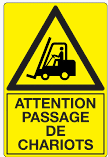 ATTENTION
PASSAGE
DE
CHARIOTS